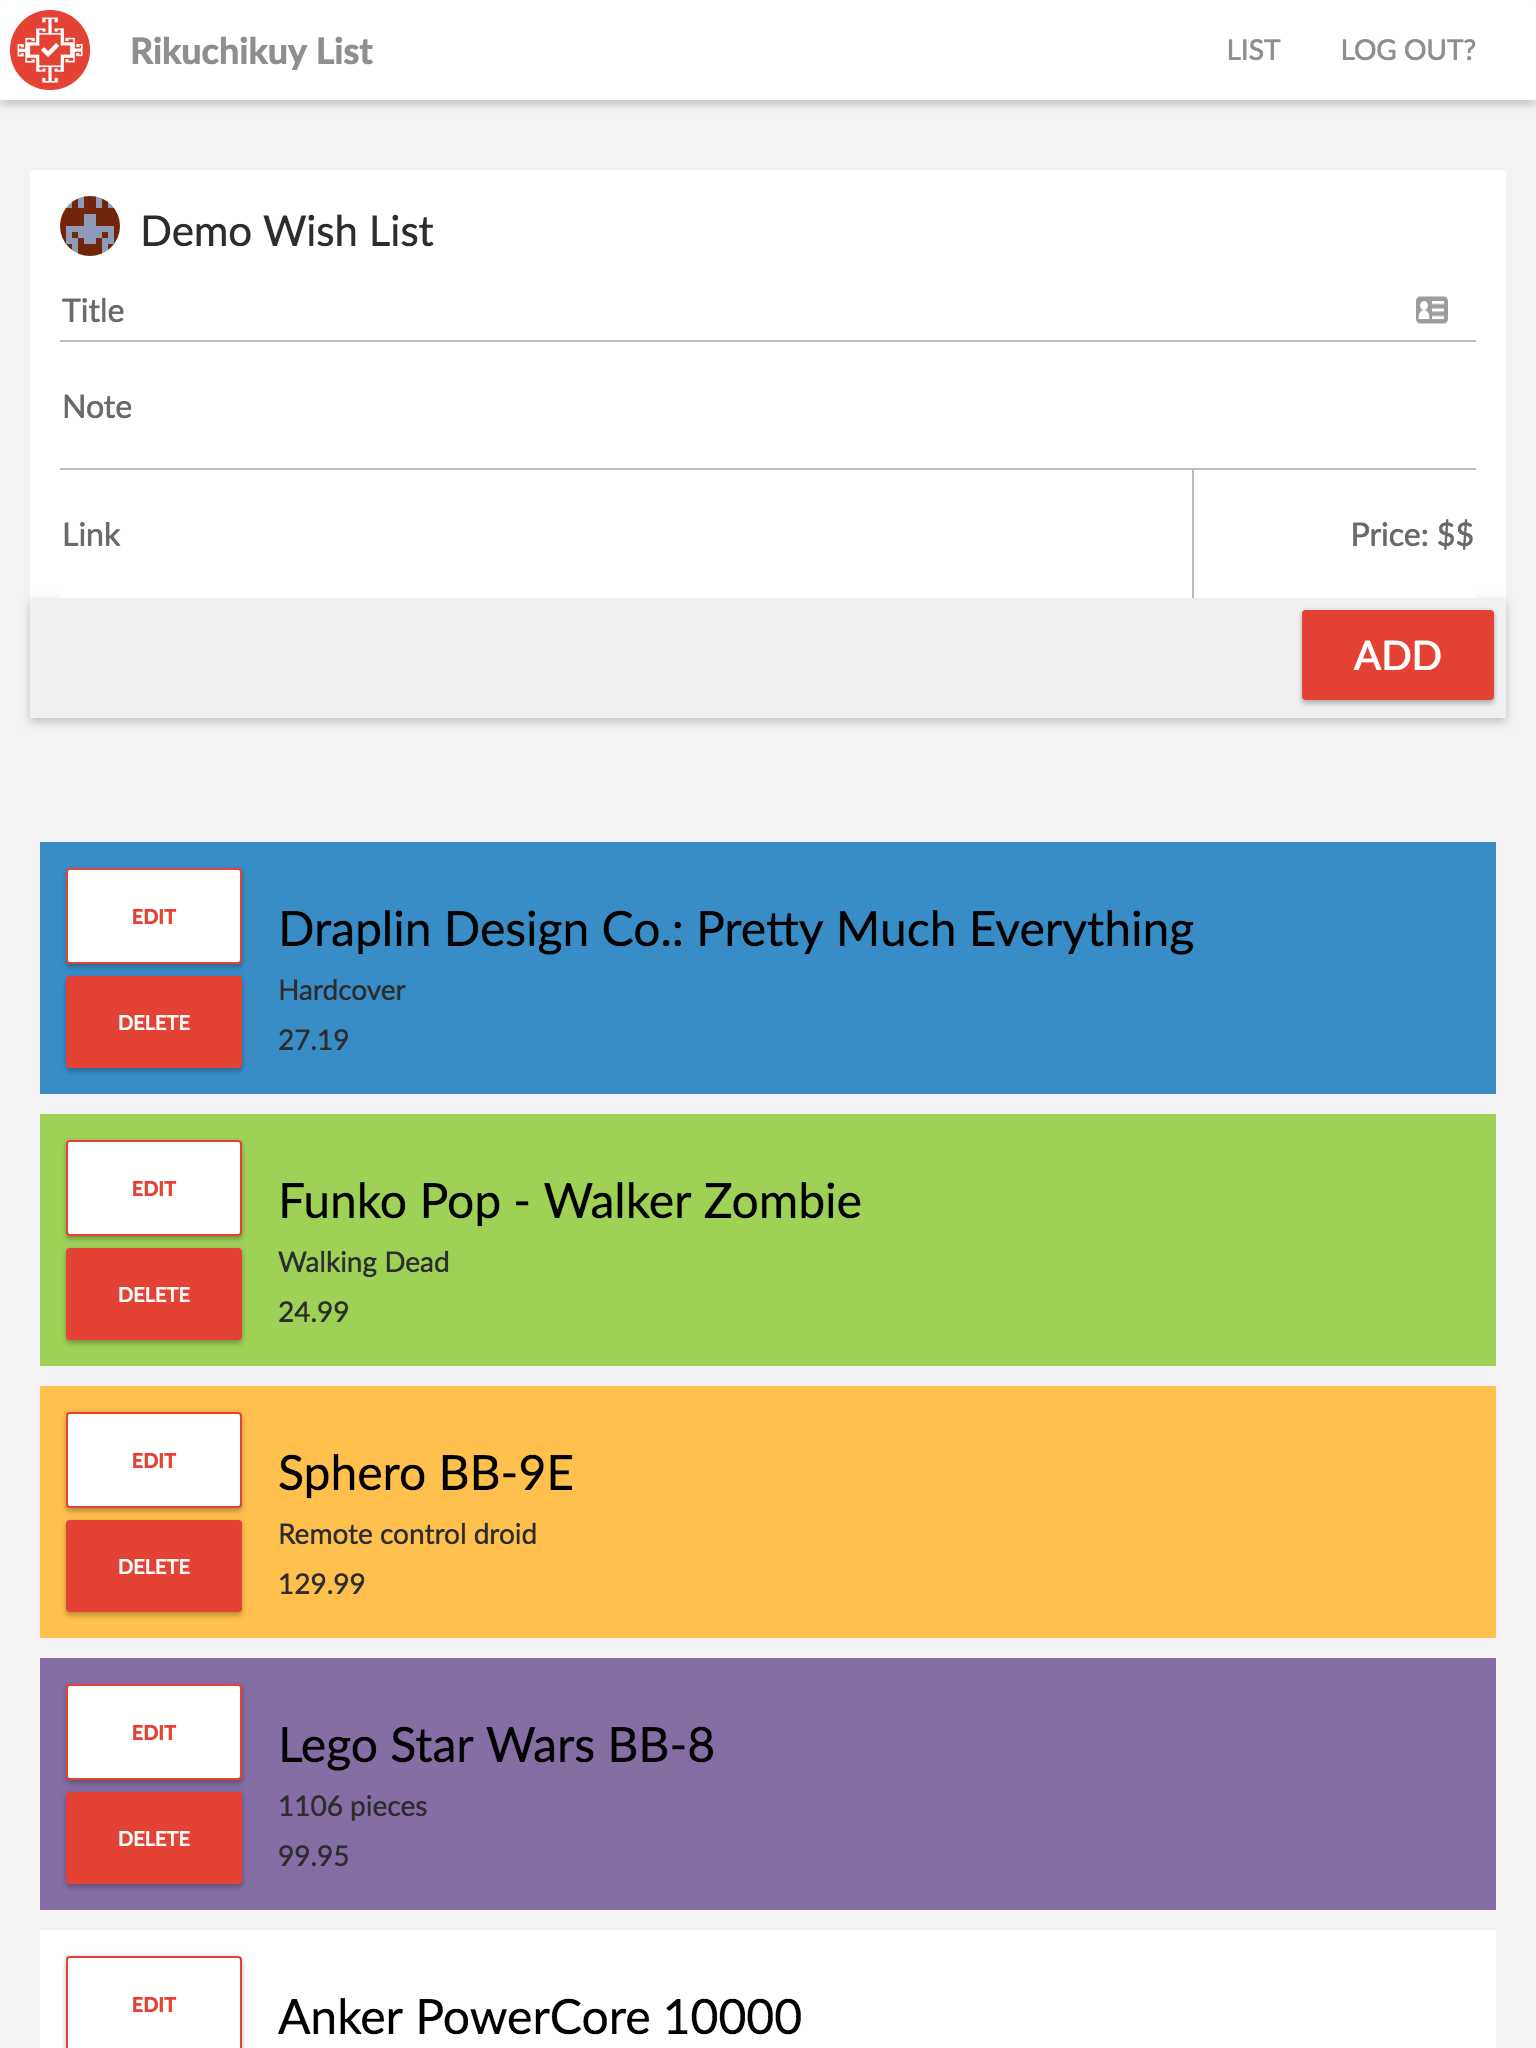 Rikuchikuy List
LIST
LOG OUT?
Demo Wish List
Title
Note
Link
Price: $$
ADD
EDIT
DELETE
Draplin Design Co.: Pretty Much Everything
Hardcover
27.19
EDIT
DELETE
Funko Pop - Walker Zombie
Walking Dead
24.99
EDIT
DELETE
Sphero BB-9E
Remote control droid
129.99
EDIT
DELETE
Lego Star Wars BB-8
1106 pieces
99.95
EDIT
Anker PowerCore 10000